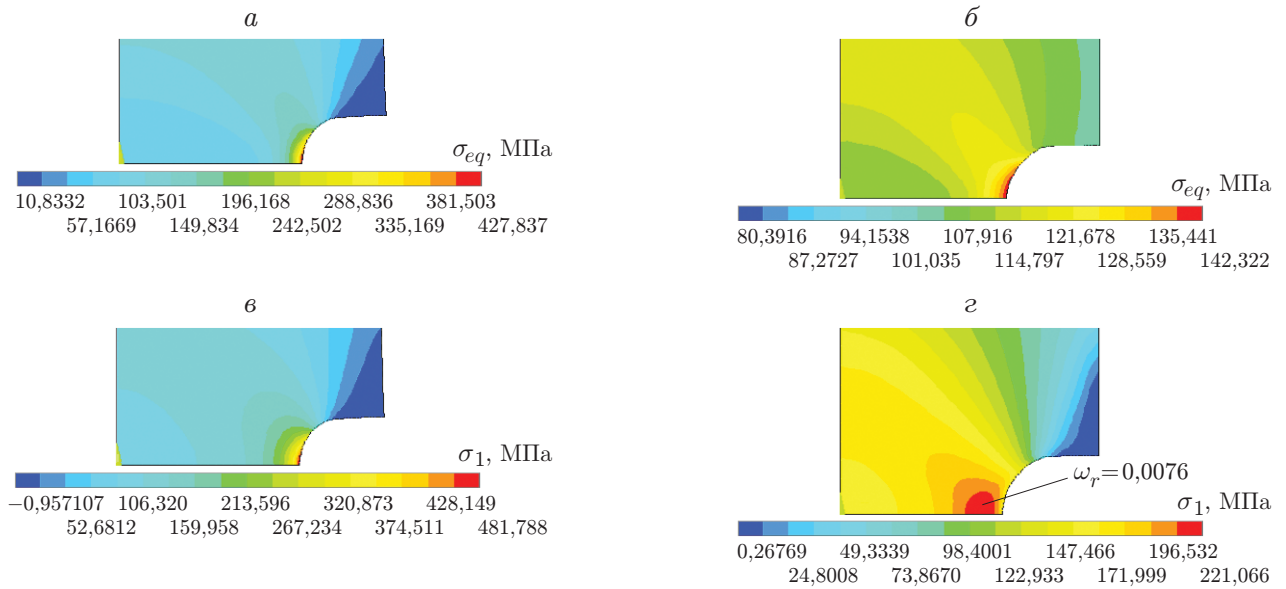 а
σeq, МПа
10,8332 103,501 196,168 288,836 381,503
57,1669 149,834 242,502 335,169 427,837
б
σeq, МПа
80,3916 94,1538 107,916 121,678 135,441
87,2727 101,035 114,797 128,559 142,322
в
σ1, МПа
−0,957107 106,320 213,596 320,873 428,149
52,6812 159,958 267,234 374,511 481,788
г
ωr=0,0076
σ1, МПа
0,26769 49,3339 98,4001 147,466 196,532
24,8008 73,8670 122,933 171,999 221,066